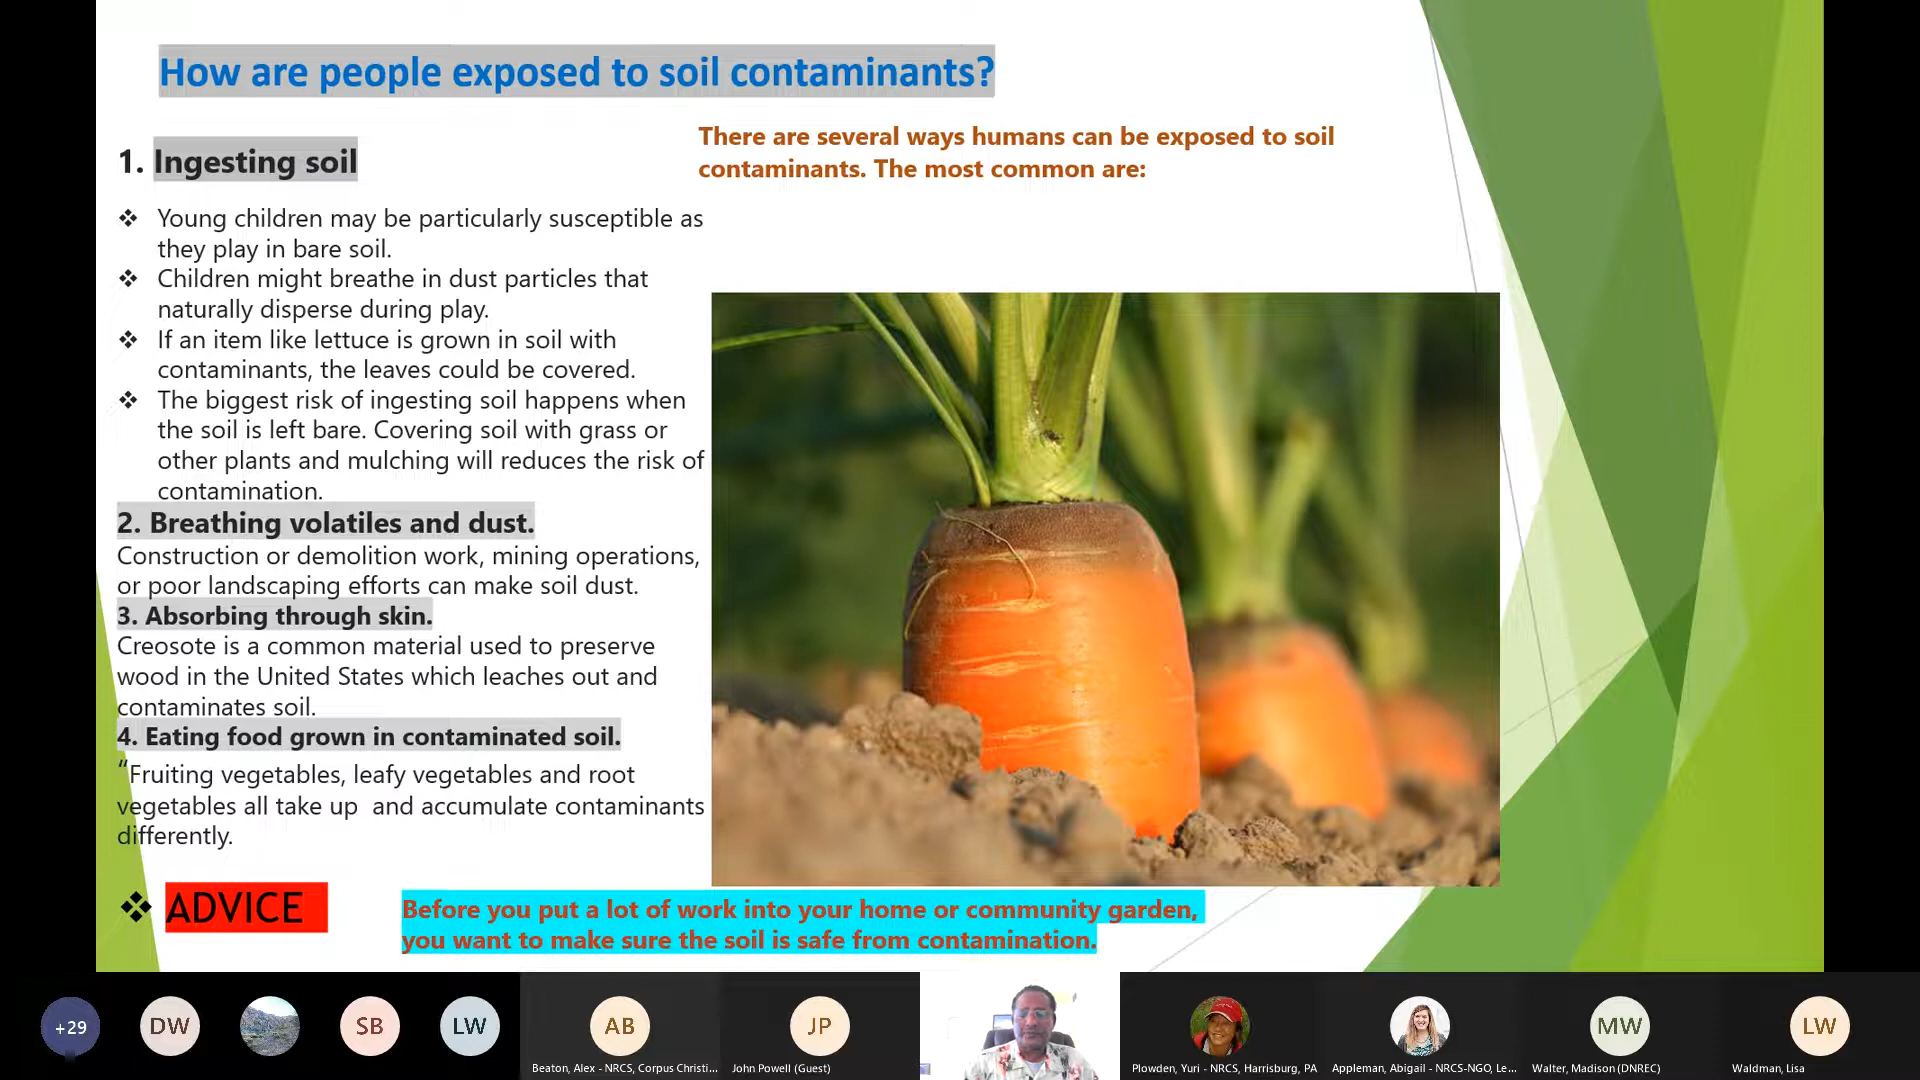 How are people exposed to soil contaminants?
There are several ways humans can be exposed to soil
contaminants. The most common are:
1. Ingesting soil
❖ Young children may be particularly susceptible as
they play in bare soil.
❖ Children might breathe in dust particles that
naturally disperse during play.
❖ If an item like lettuce is grown in soil with
contaminants, the leaves could be covered.
❖ The biggest risk of ingesting soil happens when
the soil is left bare. Covering soil with grass or
other plants and mulching will reduces the risk of
contamination.
2. Breathing volatiles and dust.
Construction or demolition work, mining operations,
or poor landscaping efforts can make soil dust.
3. Absorbing through skin.
Creosote is a common material used to preserve
wood in the United States which leaches out and
contaminates soil.
4. Eating food grown in contaminated soil.
“Fruiting vegetables, leafy vegetables and root
vegetables all take up and accumulate contaminants
differently.
❖ ADVICE
Before you put a lot of work into your home or community garden,
you want to make sure the soil is safe from contamination.
+29
DW
SB
LW
AB
JP
MW
LW
Beaton, Alex - NRCS, Corpus Christi...
John Powell (Guest)
Plowden, Yuri - NRCS, Harrisburg, PA
Appleman, Abigail - NRCS-NGO, Le...
Walter, Madison (DNREC)
Waldman, Lisa